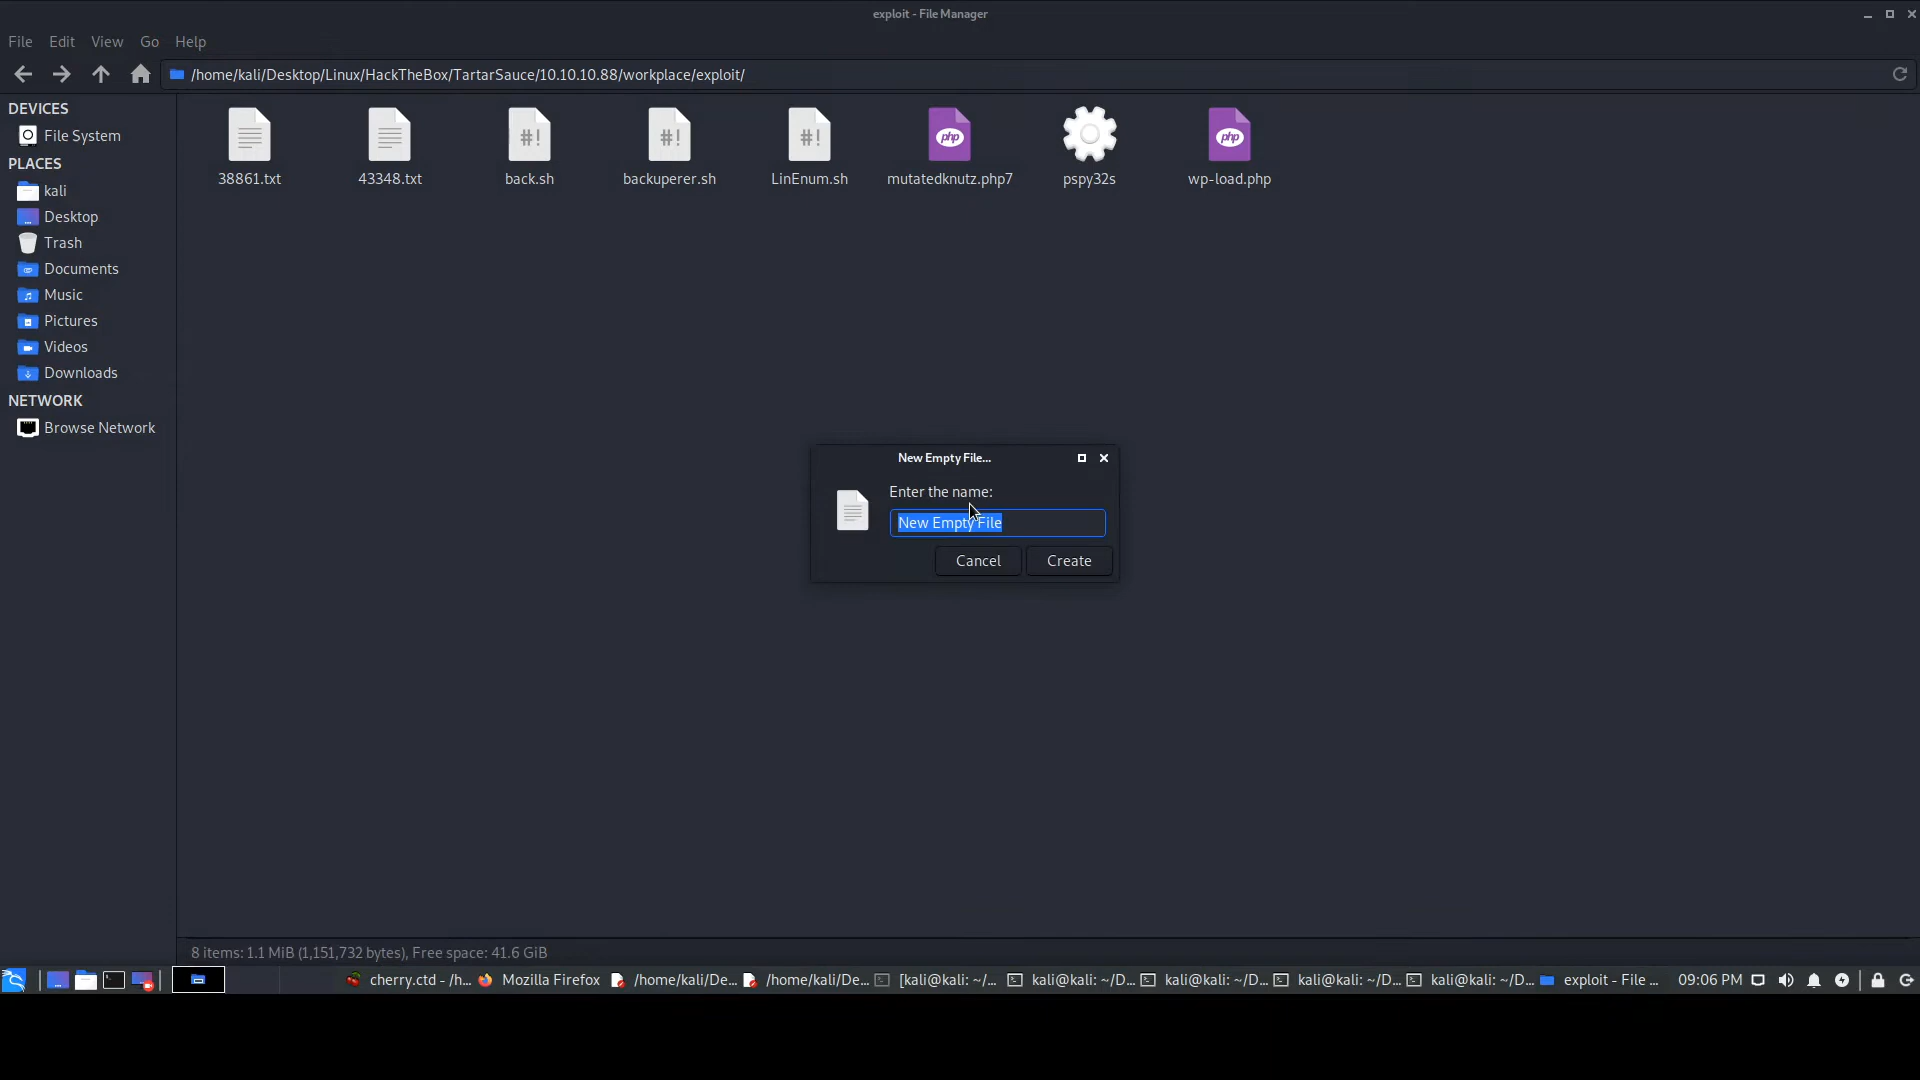 exploit - File Manager
File Edit View Go Help
/home/kali/Desktop/Linux/HackTheBox/TartarSauce/10.10.10.88/workplace/exploit/
DEVICES
File System
PLACES
kali
Desktop
Trash
Documents
Music
Pictures
Videos
Downloads
NETWORK
Browse Network
38861.txt 43348.txt back.sh backuperer.sh LinEnum.sh mutatedknutz.php7 pspy32s wp-load.php
#! #! #! php php
New Empty File...
Enter the name:
New Empty File
Cancel Create
8 items: 1.1 MiB (1,151,732 bytes), Free space: 41.6 GiB
cherry.ctd - /h... Mozilla Firefox /home/kali/De... /home/kali/De... [kali@kali: ~/... kali@kali: ~/D... kali@kali: ~/D... kali@kali: ~/D... kali@kali: ~/D... exploit - File ... 09:06 PM